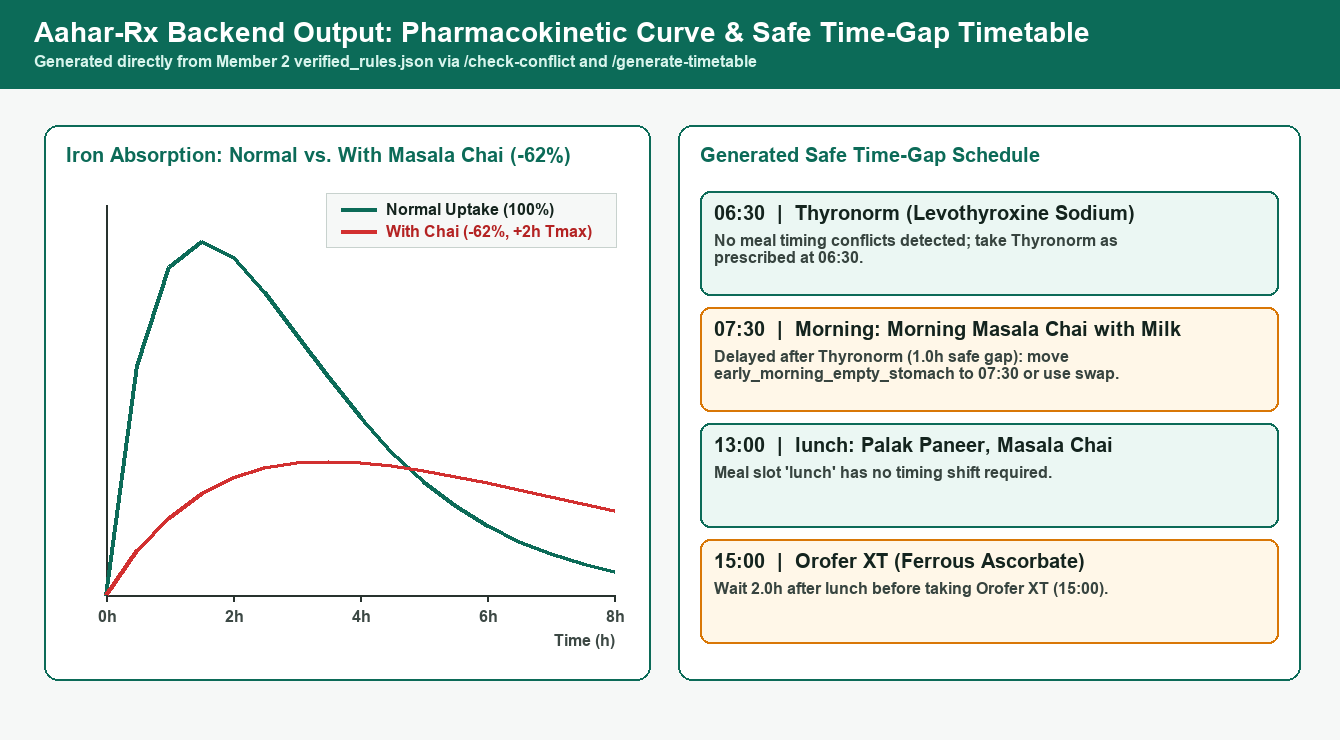 Aahar-Rx Backend Output: Pharmacokinetic Curve & Safe Time-Gap Timetable
Generated directly from Member 2 verified_rules.json via /check-conflict and /generate-timetable
Iron Absorption: Normal vs. With Masala Chai (-62%)
Normal Uptake (100%)
With Chai (-62%, +2h Tmax)
0h
2h
4h
6h
8h
Time (h)
Generated Safe Time-Gap Schedule
06:30 | Thyronorm (Levothyroxine Sodium)
No meal timing conflicts detected; take Thyronorm as
prescribed at 06:30.
07:30 | Morning: Morning Masala Chai with Milk
Delayed after Thyronorm (1.0h safe gap): move
early_morning_empty_stomach to 07:30 or use swap.
13:00 | lunch: Palak Paneer, Masala Chai
Meal slot 'lunch' has no timing shift required.
15:00 | Orofer XT (Ferrous Ascorbate)
Wait 2.0h after lunch before taking Orofer XT (15:00).